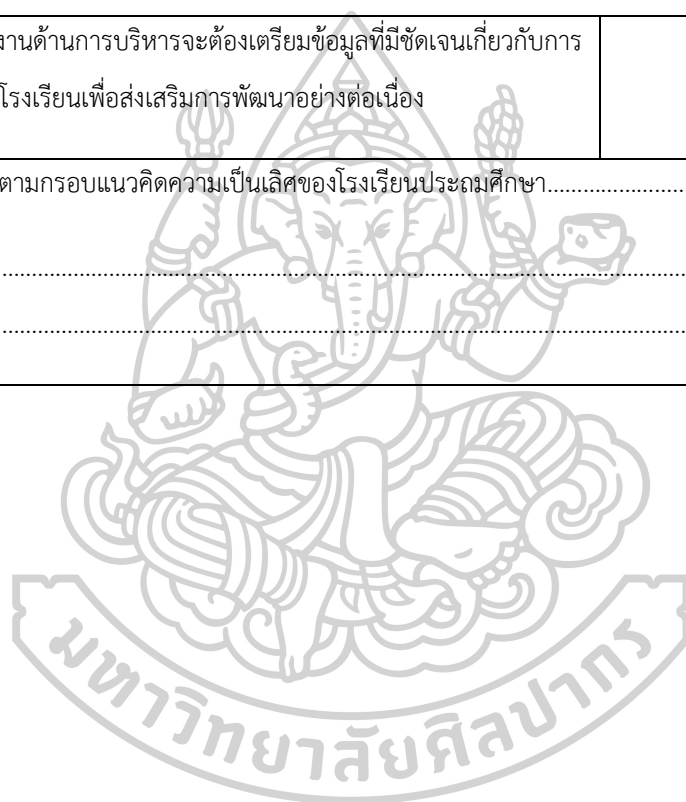 งานด้านการบริหารจะต้องเตรียมข้อมูลที่มีชัดเจนเกี่ยวกับการ
โรงเรียนเพื่อส่งเสริมการพัฒนาอย่างต่อเนื่อง
ตามกรอบแนวคิดความเป็นเลิศของโรงเรียนประถมศึกษา.......................
....................................................................................................................
....................................................................................................................
มหาวิทยาลัยศิลปากร